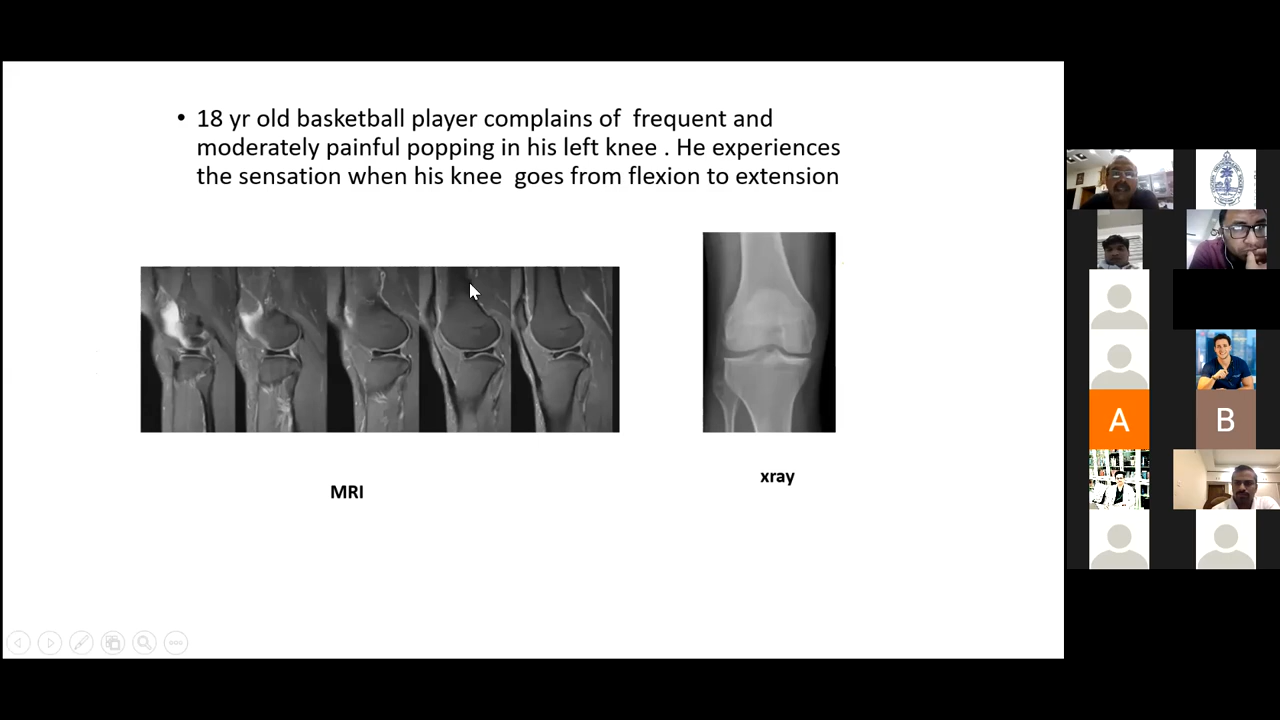 • 18 yr old basketball player complains of frequent and
moderately painful popping in his left knee . He experiences
the sensation when his knee goes from flexion to extension
MRI
xray
A
B